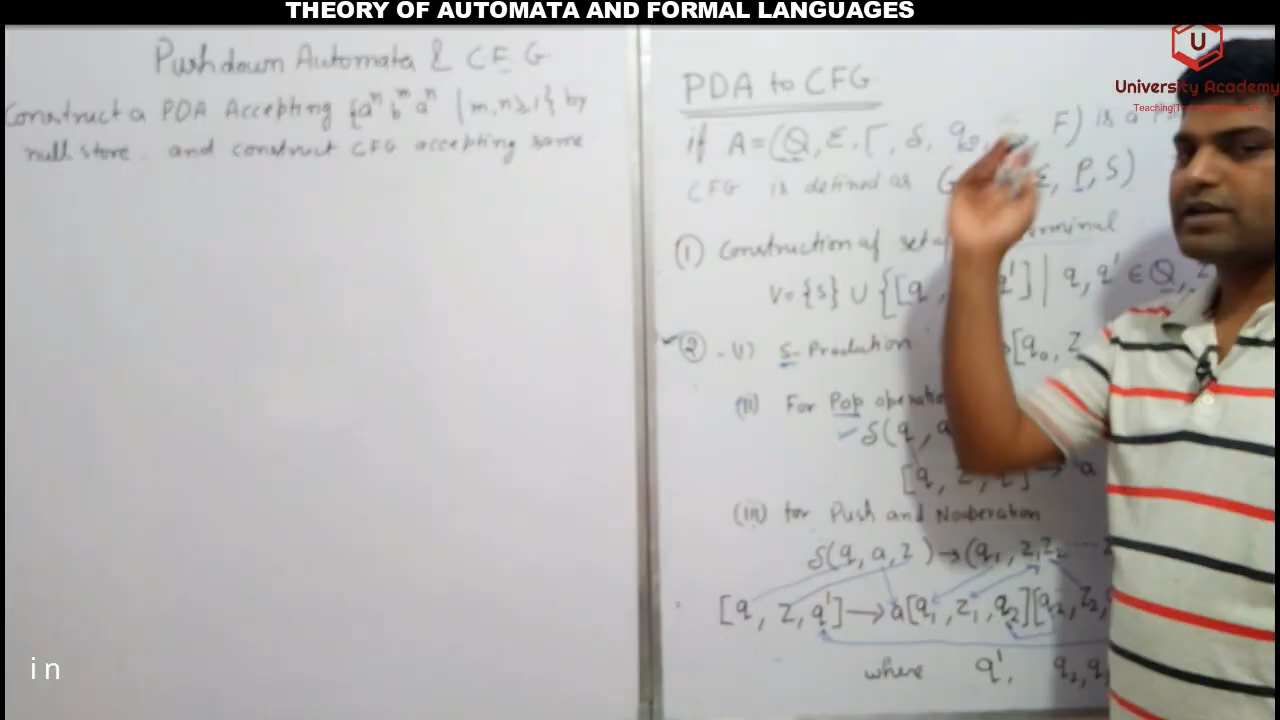 THEORY OF AUTOMATA AND FORMAL LANGUAGES
Pushdown Automata & CFG
Construct a PDA Accepting {aⁿ bᵐ aⁿ | m,n≥1} by
null store. and construct CFG accepting same
PDA to CFG
if A=(Q, Σ, Γ, δ, q₀, F) is a
CFG is defined as (G Σ, P, S)
① Construction of set of
V= {S} ∪ {[q, q'] | q, q' ∈ Q, Z
② - (i) S- Production [q₀, Z
(ii) For Pop
δ(q, a
[q, Z, → a
(iii) for Push and Nooperation
δ(q, a, z) → (q₁, z₁z₂
[q, z, q'] → a[q₁, z₁, q₂][q₂, z₂,
where q',
U
University Academy
in